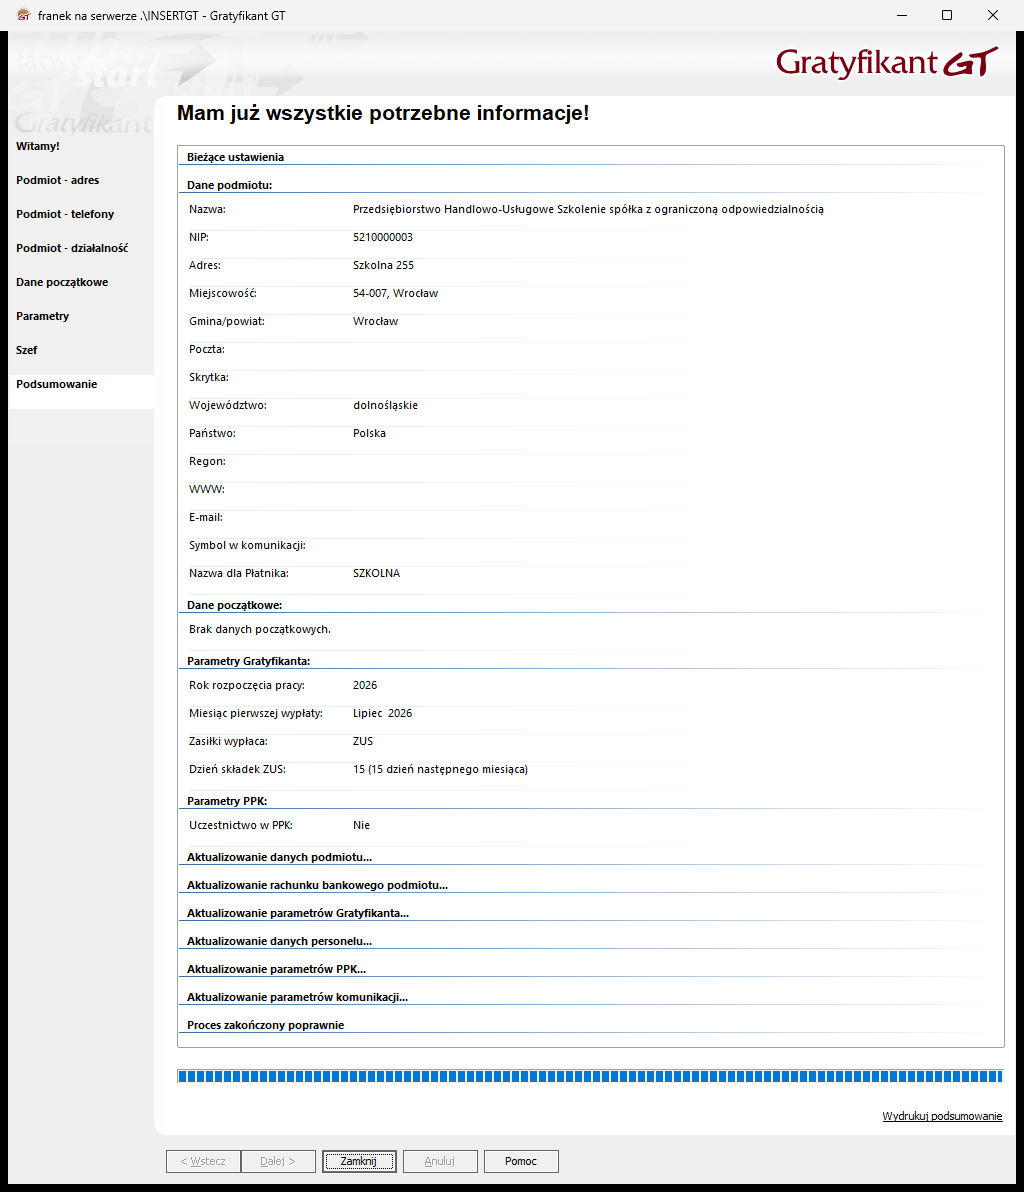 franek na serwerze .\INSERTGT - Gratyfikant GT
start
Gratyfikant
Gratyfikant GT
Mam już wszystkie potrzebne informacje!
Witamy!
Podmiot - adres
Podmiot - telefony
Podmiot - działalność
Dane początkowe
Parametry
Szef
Podsumowanie
Bieżące ustawienia
Dane podmiotu:
Nazwa: Przedsiębiorstwo Handlowo-Usługowe Szkolenie spółka z ograniczoną odpowiedzialnością
NIP: 5210000003
Adres: Szkolna 255
Miejscowość: 54-007, Wrocław
Gmina/powiat: Wrocław
Poczta:
Skrytka:
Województwo: dolnośląskie
Państwo: Polska
Regon:
WWW:
E-mail:
Symbol w komunikacji:
Nazwa dla Płatnika: SZKOLNA
Dane początkowe:
Brak danych początkowych.
Parametry Gratyfikanta:
Rok rozpoczęcia pracy: 2026
Miesiąc pierwszej wypłaty: Lipiec 2026
Zasiłki wypłaca: ZUS
Dzień składek ZUS: 15 (15 dzień następnego miesiąca)
Parametry PPK:
Uczestnictwo w PPK: Nie
Aktualizowanie danych podmiotu...
Aktualizowanie rachunku bankowego podmiotu...
Aktualizowanie parametrów Gratyfikanta...
Aktualizowanie danych personelu...
Aktualizowanie parametrów PPK...
Aktualizowanie parametrów komunikacji...
Proces zakończony poprawnie
Wydrukuj podsumowanie
< Wstecz
Dalej >
Zamknij
Anuluj
Pomoc